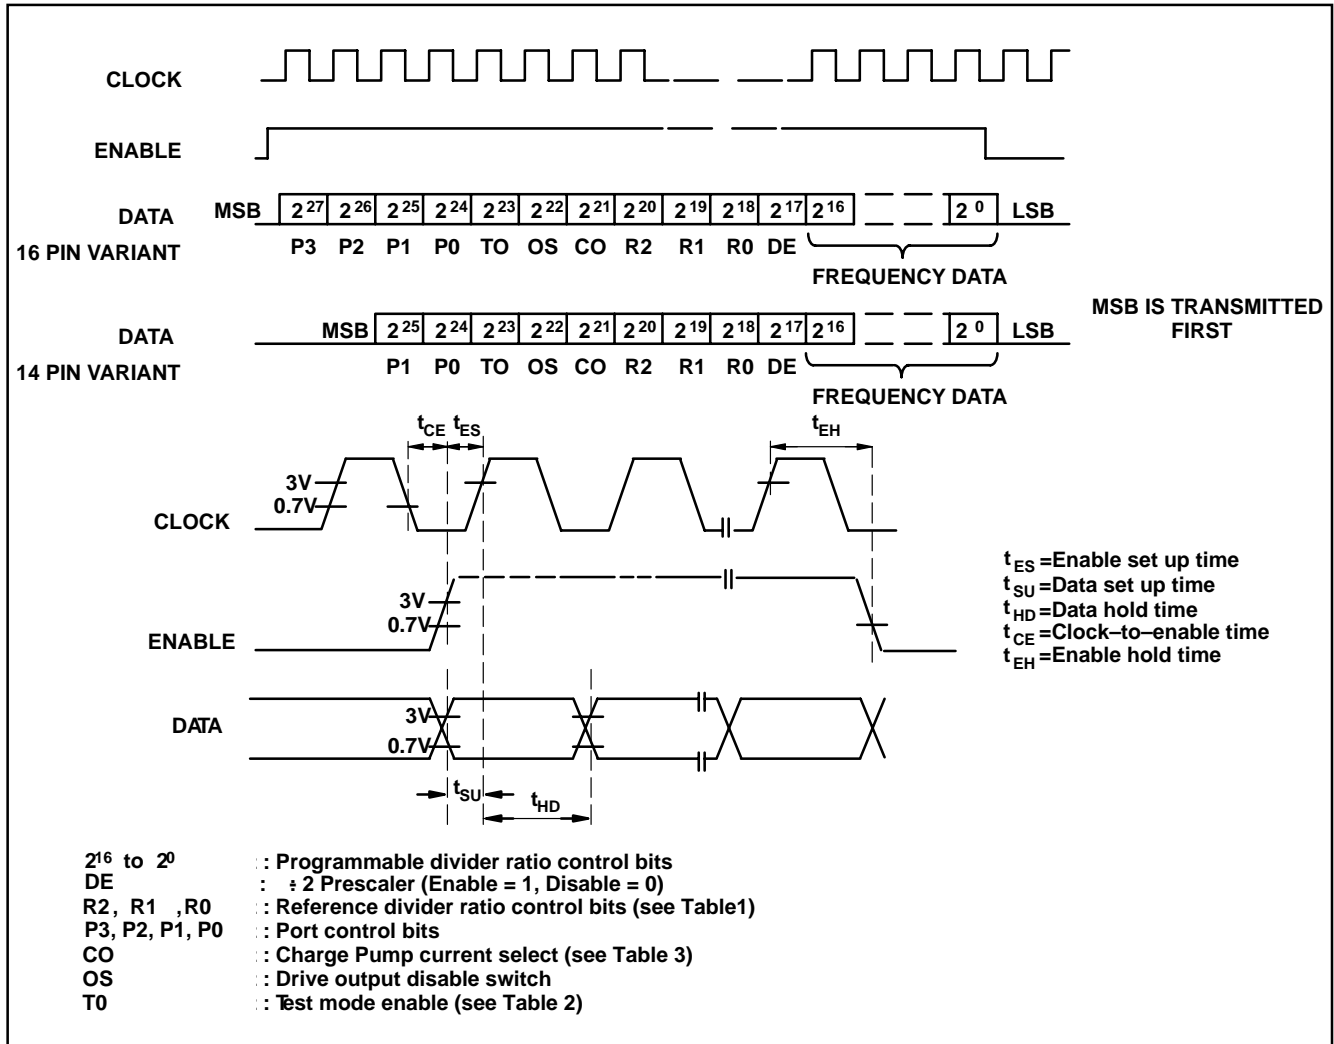 CLOCK
ENABLE
DATA MSB 2 27 2 26 2 25 2 24 2 23 2 22 2 21 2 20 2 19 2 18 2 17 2 16 2 0 LSB
16 PIN VARIANT P3 P2 P1 P0 TO OS CO R2 R1 R0 DE
FREQUENCY DATA
MSB IS TRANSMITTED
FIRST
DATA MSB 2 25 2 24 2 23 2 22 2 21 2 20 2 19 2 18 2 17 2 16 2 0 LSB
14 PIN VARIANT P1 P0 TO OS CO R2 R1 R0 DE
FREQUENCY DATA
tCE tES tEH
3V
0.7V
CLOCK
3V
0.7V
ENABLE
t ES =Enable set up time
t SU =Data set up time
t HD =Data hold time
t CE =Clock–to–enable time
t EH =Enable hold time
3V
DATA
0.7V
tSU tHD
216 to 20 : : Programmable divider ratio control bits
DE : ÷ 2 Prescaler (Enable = 1, Disable = 0)
R2, R1 ,R0 : : Reference divider ratio control bits (see Table1)
P3, P2, P1, P0 : : Port control bits
CO : : Charge Pump current select (see Table 3)
OS : : Drive output disable switch
T0 : : Test mode enable (see Table 2)